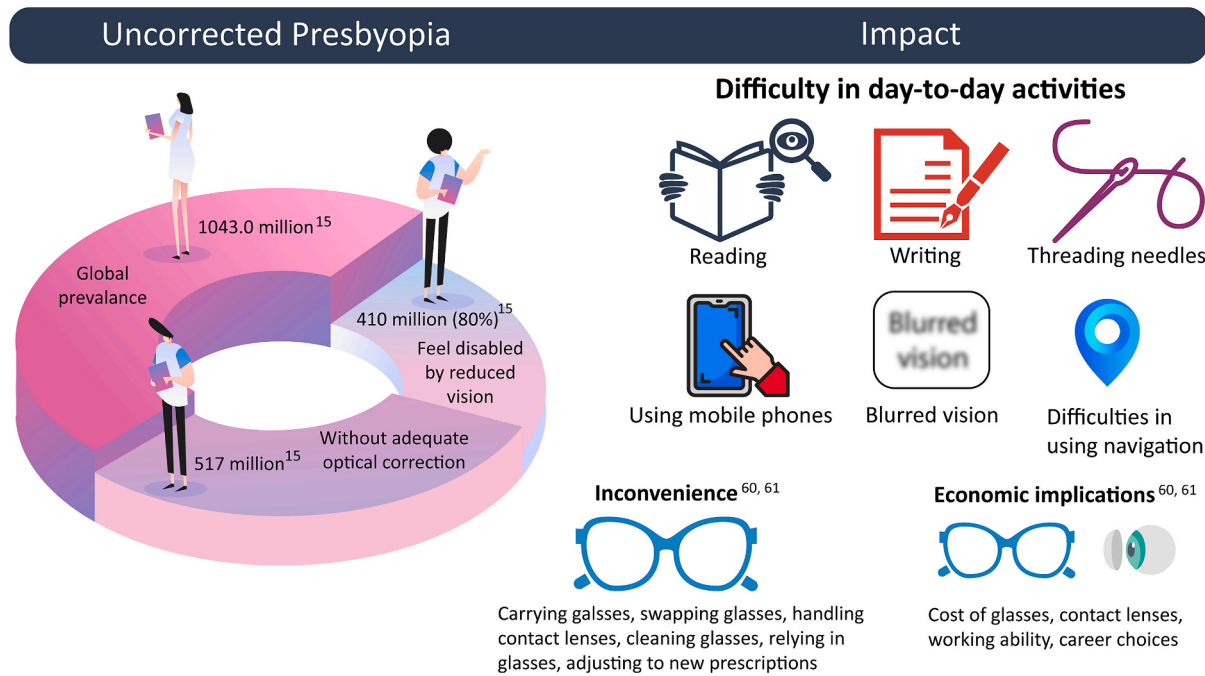 Uncorrected Presbyopia
Impact
1043.0 million15
Global
prevalance
410 million (80%)15
Feel disabled
by reduced
vision
Without adequate
optical correction
517 million15
Difficulty in day-to-day activities
Reading
Writing
Threading needles
Blurred
vision
Using mobile phones
Blurred vision
Difficulties in
using navigation
Inconvenience 60, 61
Carrying galsses, swapping glasses, handling
contact lenses, cleaning glasses, relying in
glasses, adjusting to new prescriptions
Economic implications 60, 61
Cost of glasses, contact lenses,
working ability, career choices